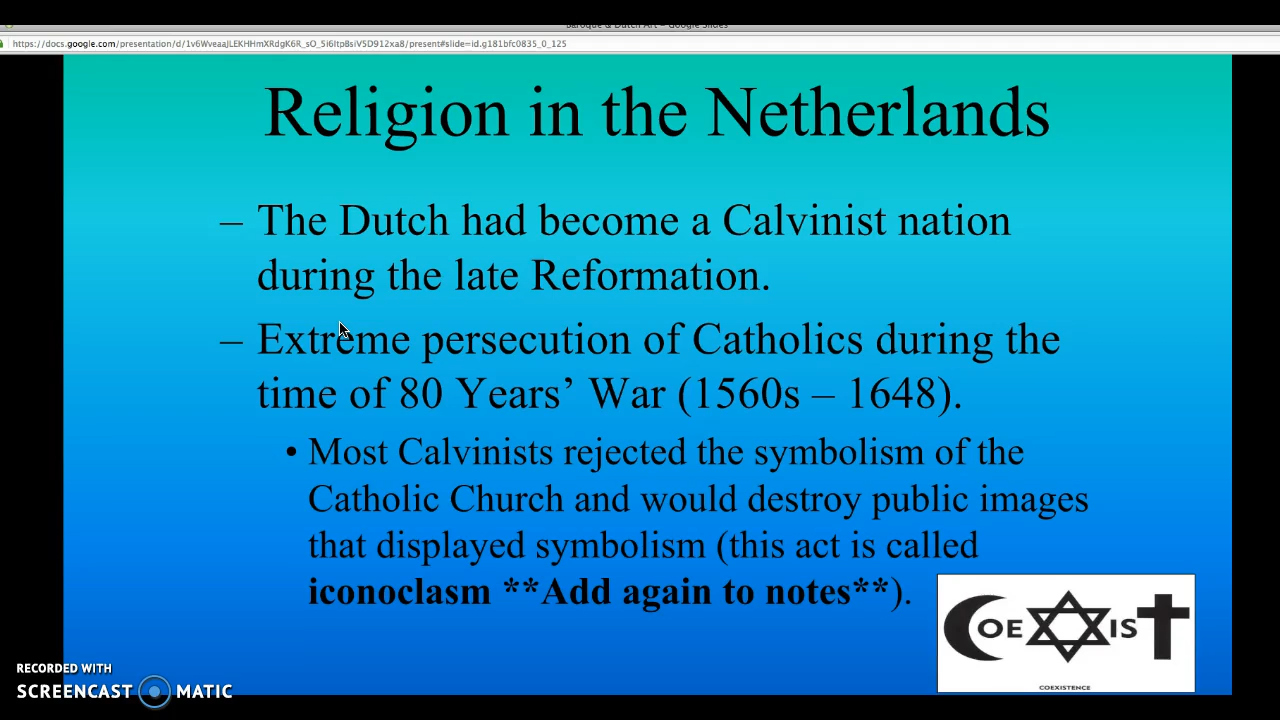 Baroque & Dutch Art – Google Slides
https://docs.google.com/presentation/d/1v6WveaaJLEKHHmXRdgK6R_sO_5i6ItpBsiV5D912xa8/present#slide=id.g181bfc0835_0_125
Religion in the Netherlands
– The Dutch had become a Calvinist nation
during the late Reformation.
– Extreme persecution of Catholics during the
time of 80 Years’ War (1560s – 1648).
• Most Calvinists rejected the symbolism of the
Catholic Church and would destroy public images
that displayed symbolism (this act is called
iconoclasm **Add again to notes**).
COEXIST
COEXISTENCE
RECORDED WITH
SCREENCAST MATIC